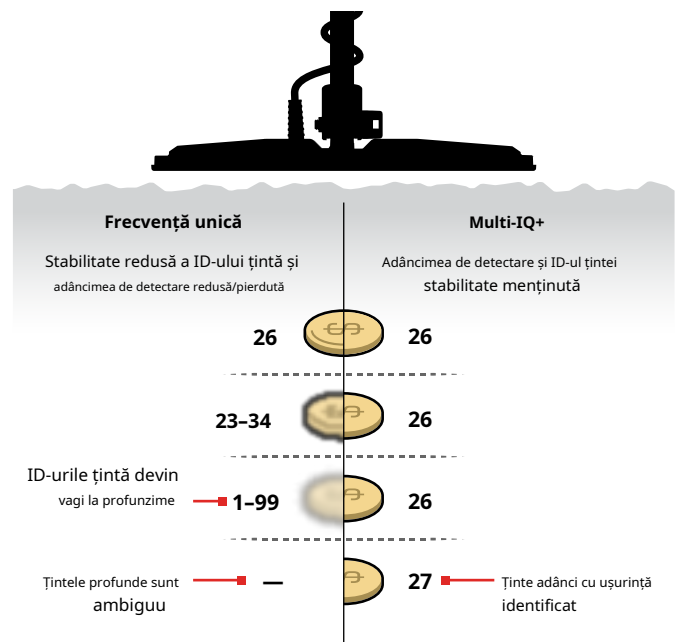 Frecvență unică
Stabilitate redusă a ID-ului țintă și
adâncimea de detectare redusă/pierdută
Multi-IQ+
Adâncimea de detectare și ID-ul țintei
stabilitate menținută
26
26
23–34
26
ID-urile țintă devin
vagi la profunzime
1–99
26
Țintele profunde sunt
ambiguu
—
27
Ținte adânci cu ușurință
identificat